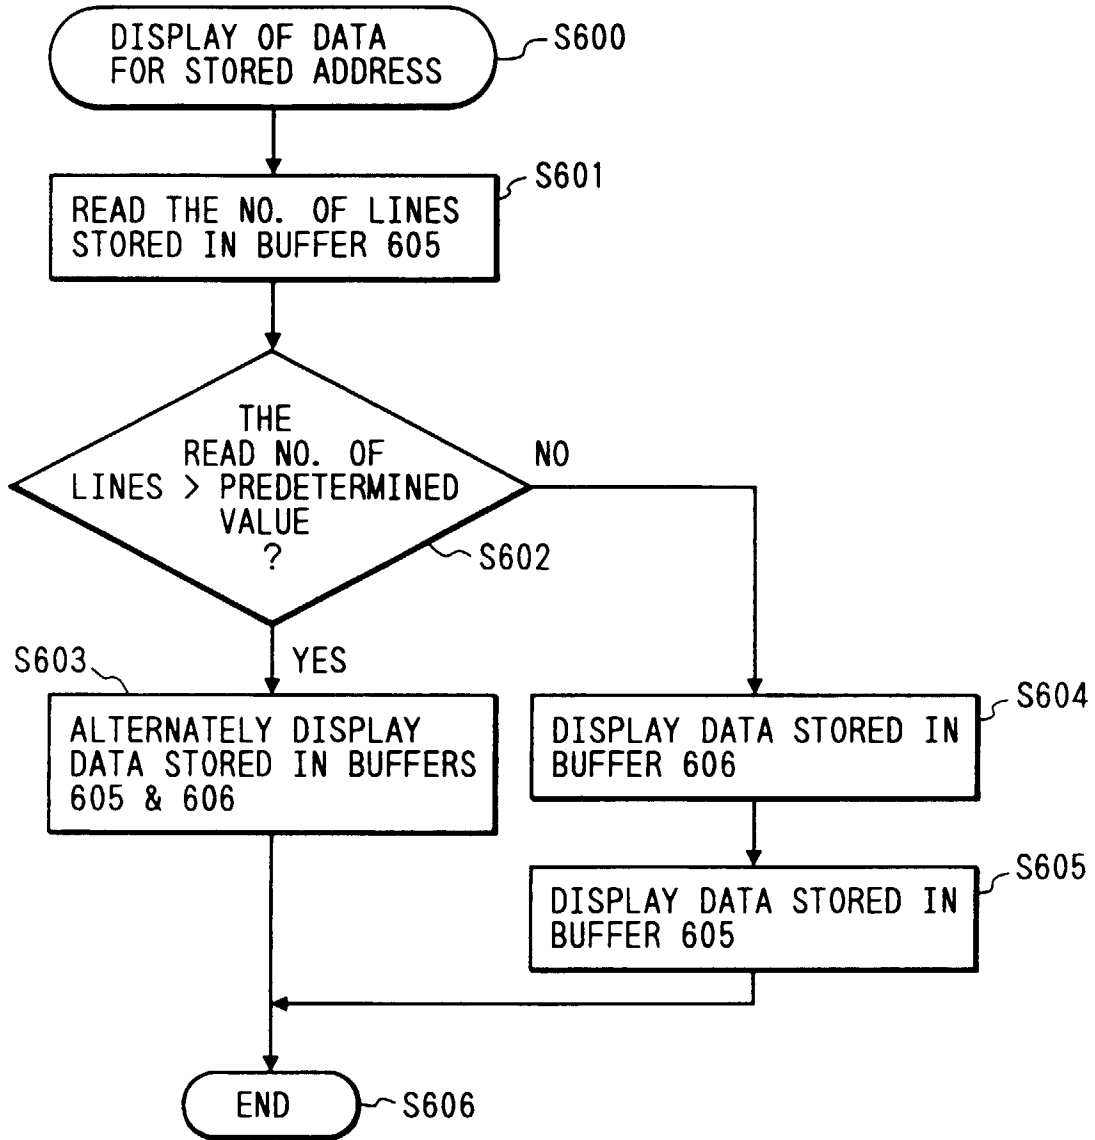 DISPLAY OF DATA
FOR STORED ADDRESS
S600
S601
READ THE NO. OF LINES
STORED IN BUFFER 605
THE
READ NO. OF
LINES > PREDETERMINED
VALUE
?
NO
S602
S603
YES
ALTERNATELY DISPLAY
DATA STORED IN BUFFERS
605 & 606
S604
DISPLAY DATA STORED IN
BUFFER 606
S605
DISPLAY DATA STORED IN
BUFFER 605
END
S606